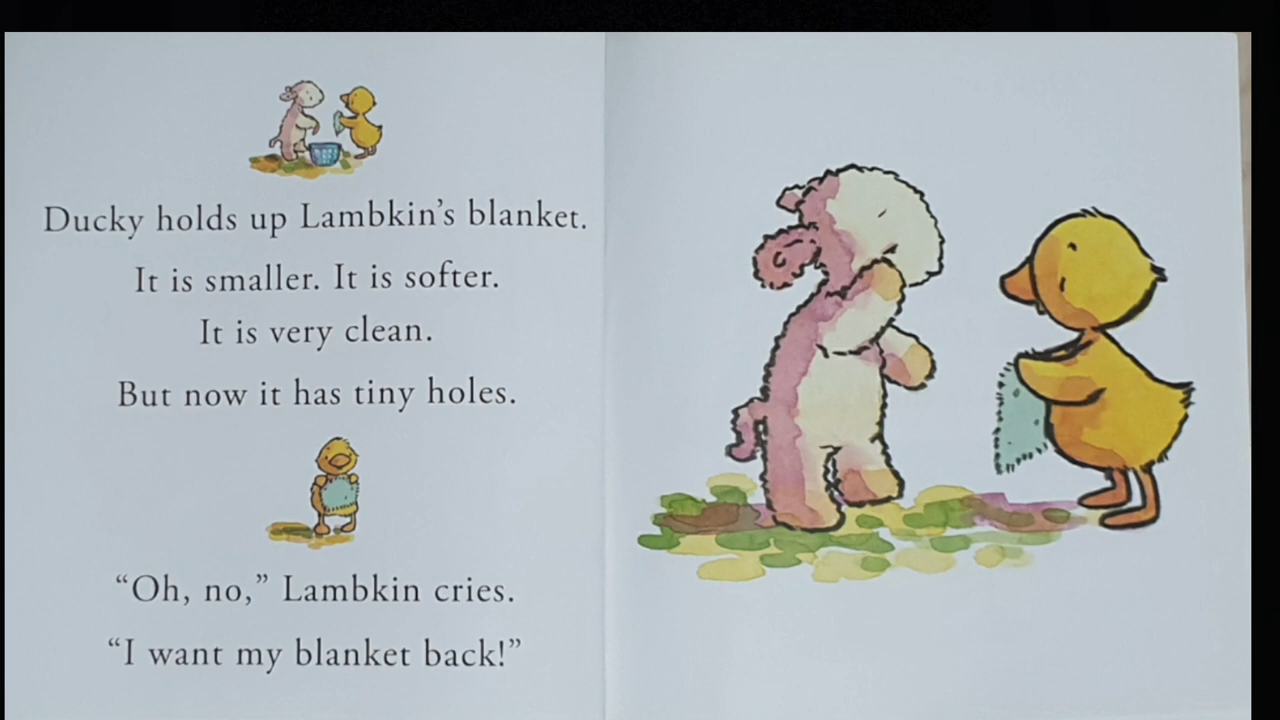 Ducky holds up Lambkin’s blanket.
It is smaller. It is softer.
It is very clean.
But now it has tiny holes.
“Oh, no,” Lambkin cries.
“I want my blanket back!”